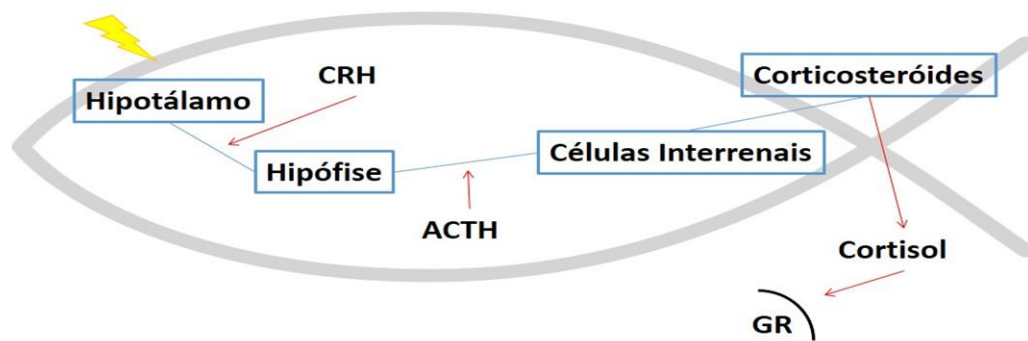 CRH
Hipotálamo
Hipófise
ACTH
Células Interrenais
Corticosteróides
Cortisol
GR